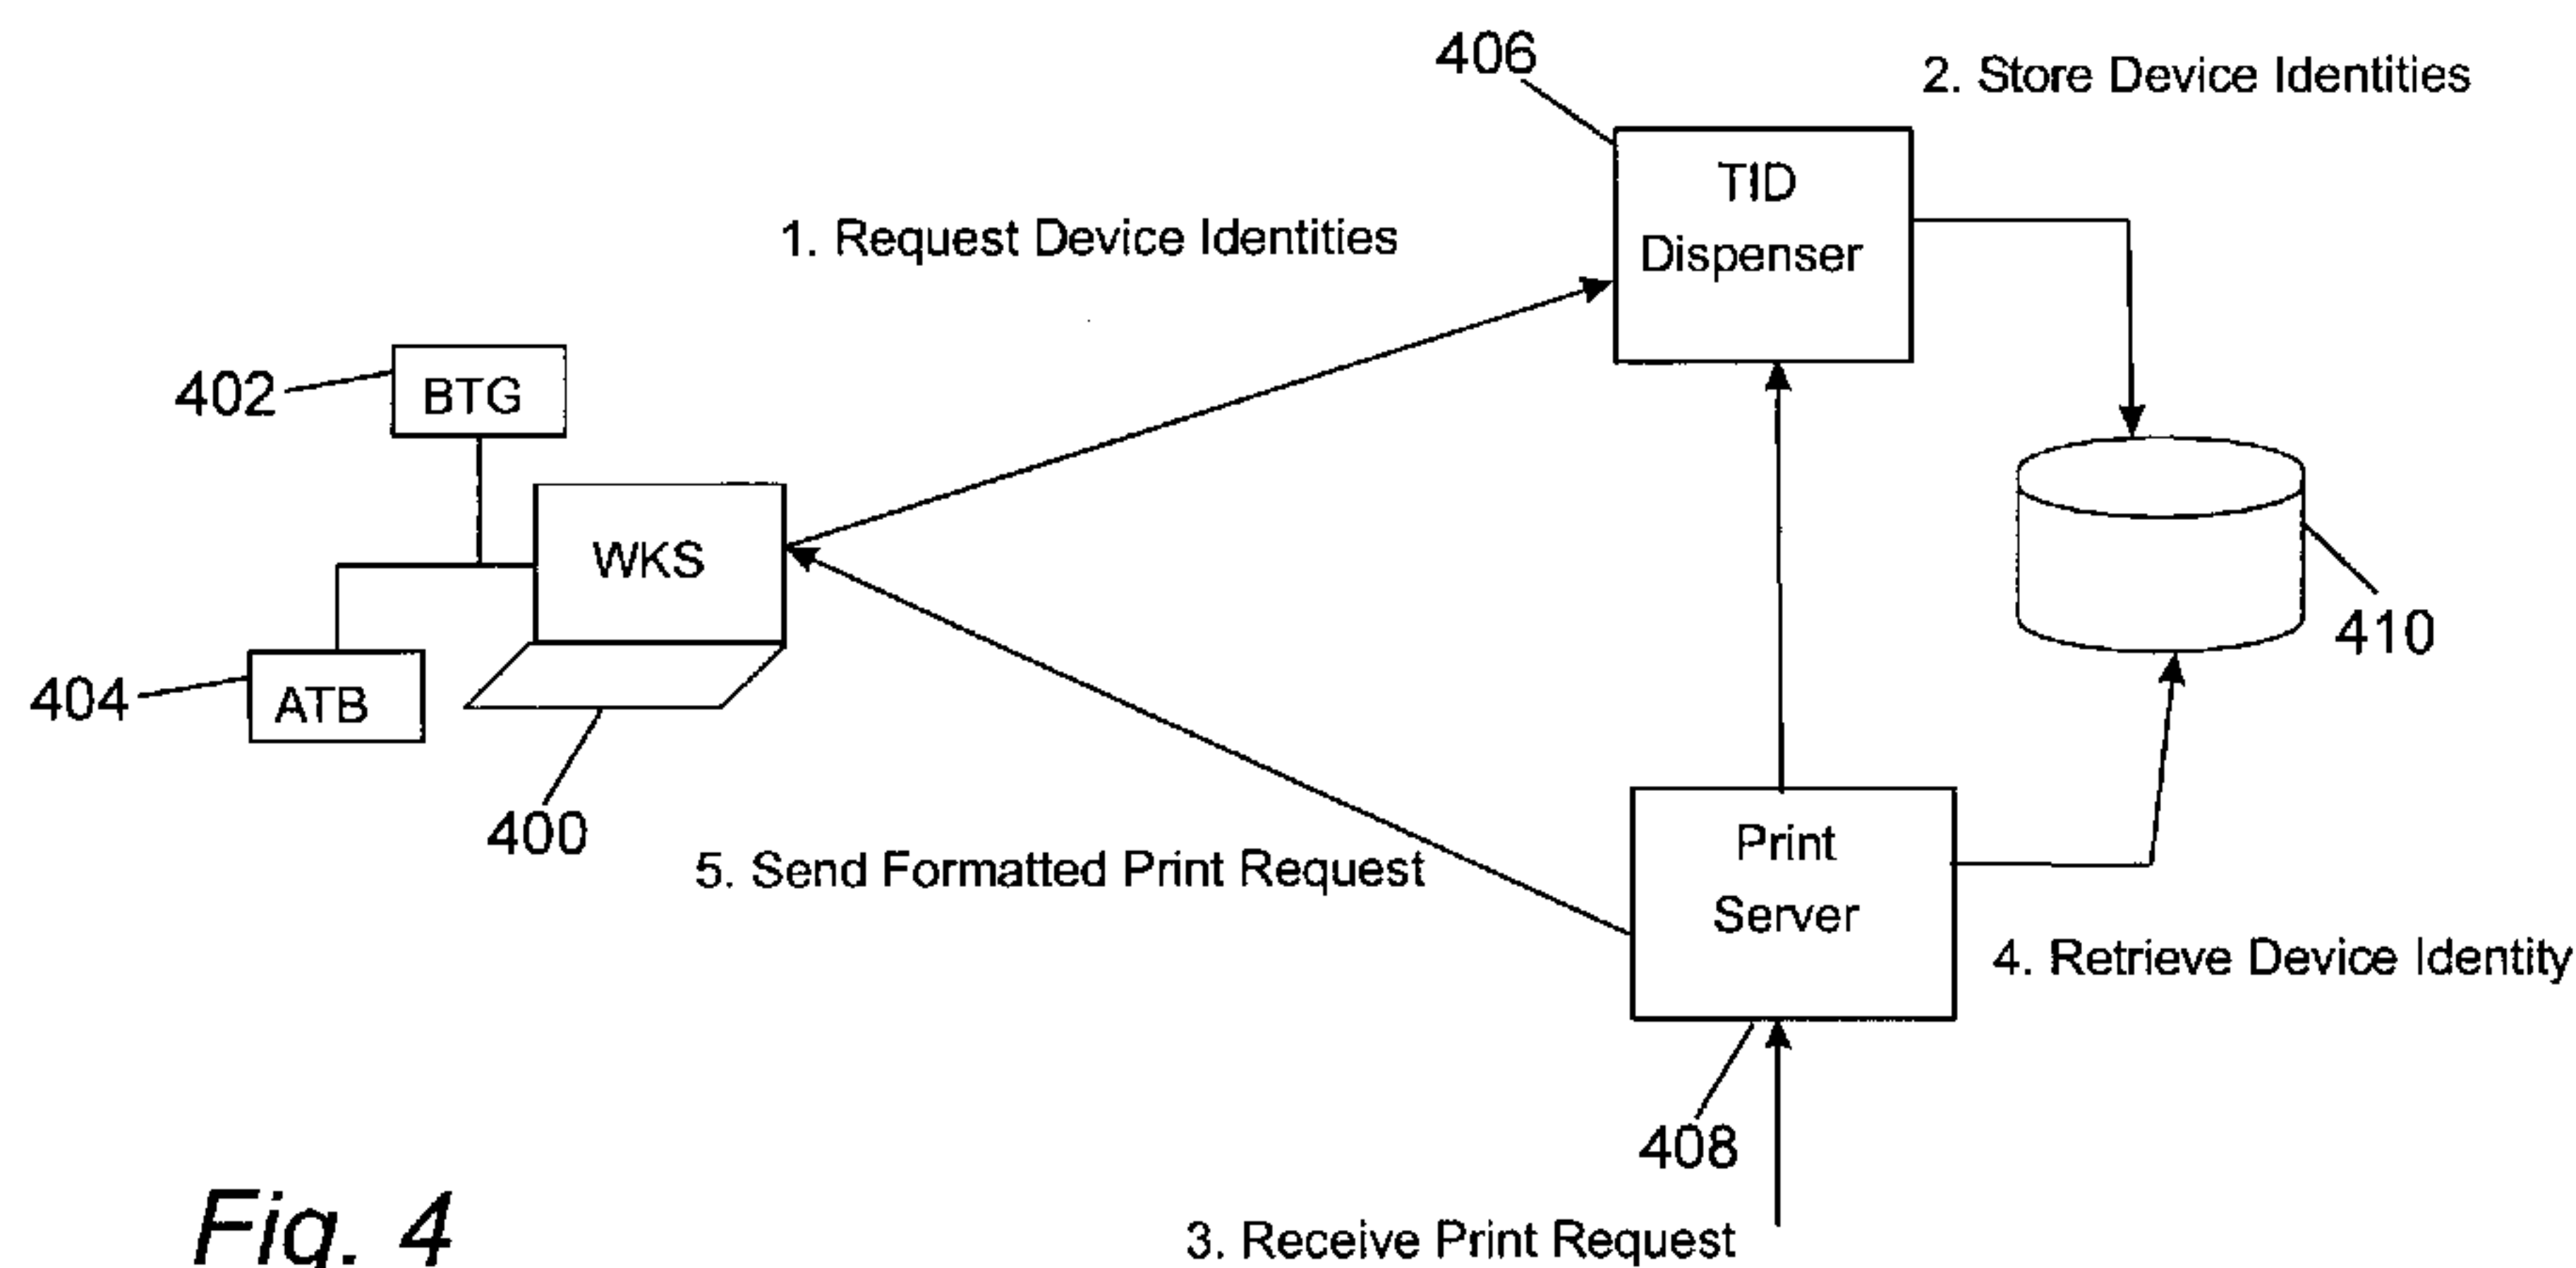 406
2. Store Device Identities
TID
Dispenser
1. Request Device Identities
402
BTG
WKS
404
ATB
410
400
5. Send Formatted Print Request
Print
Server
4. Retrieve Device Identity
408
3. Receive Print Request
Fig. 4